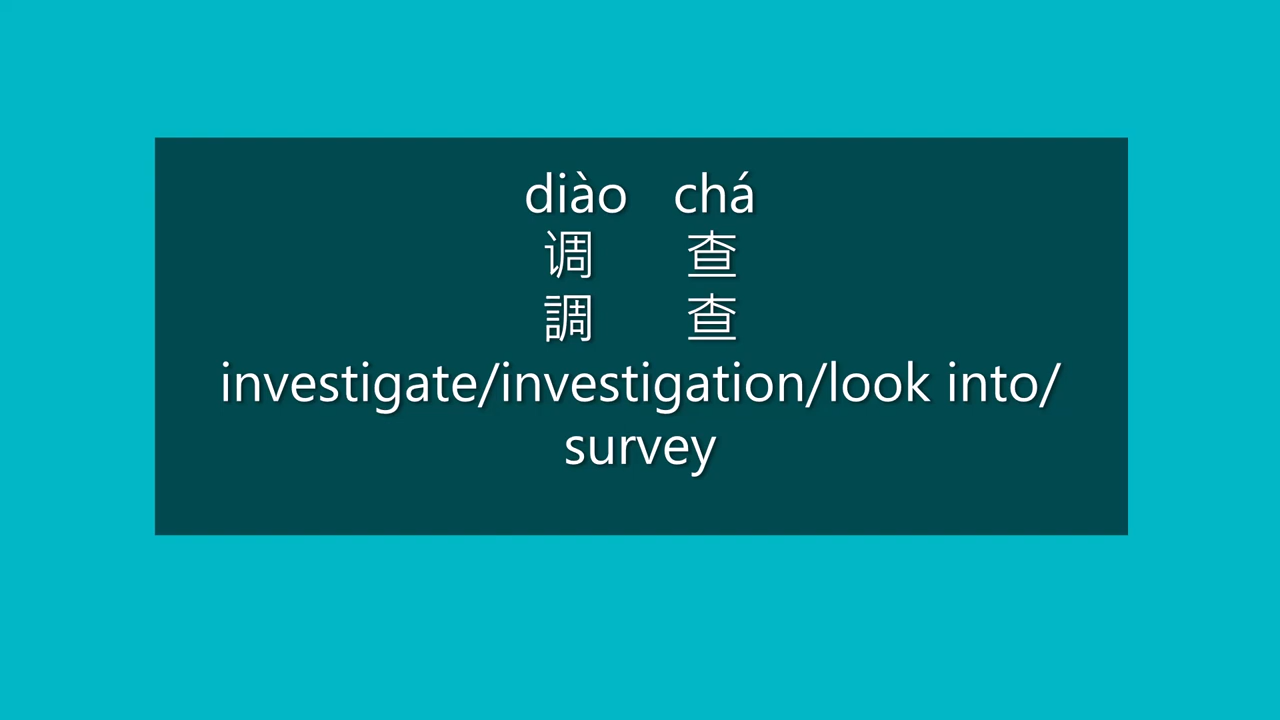 diào chá
调 查
調 查
investigate/investigation/look into/
survey